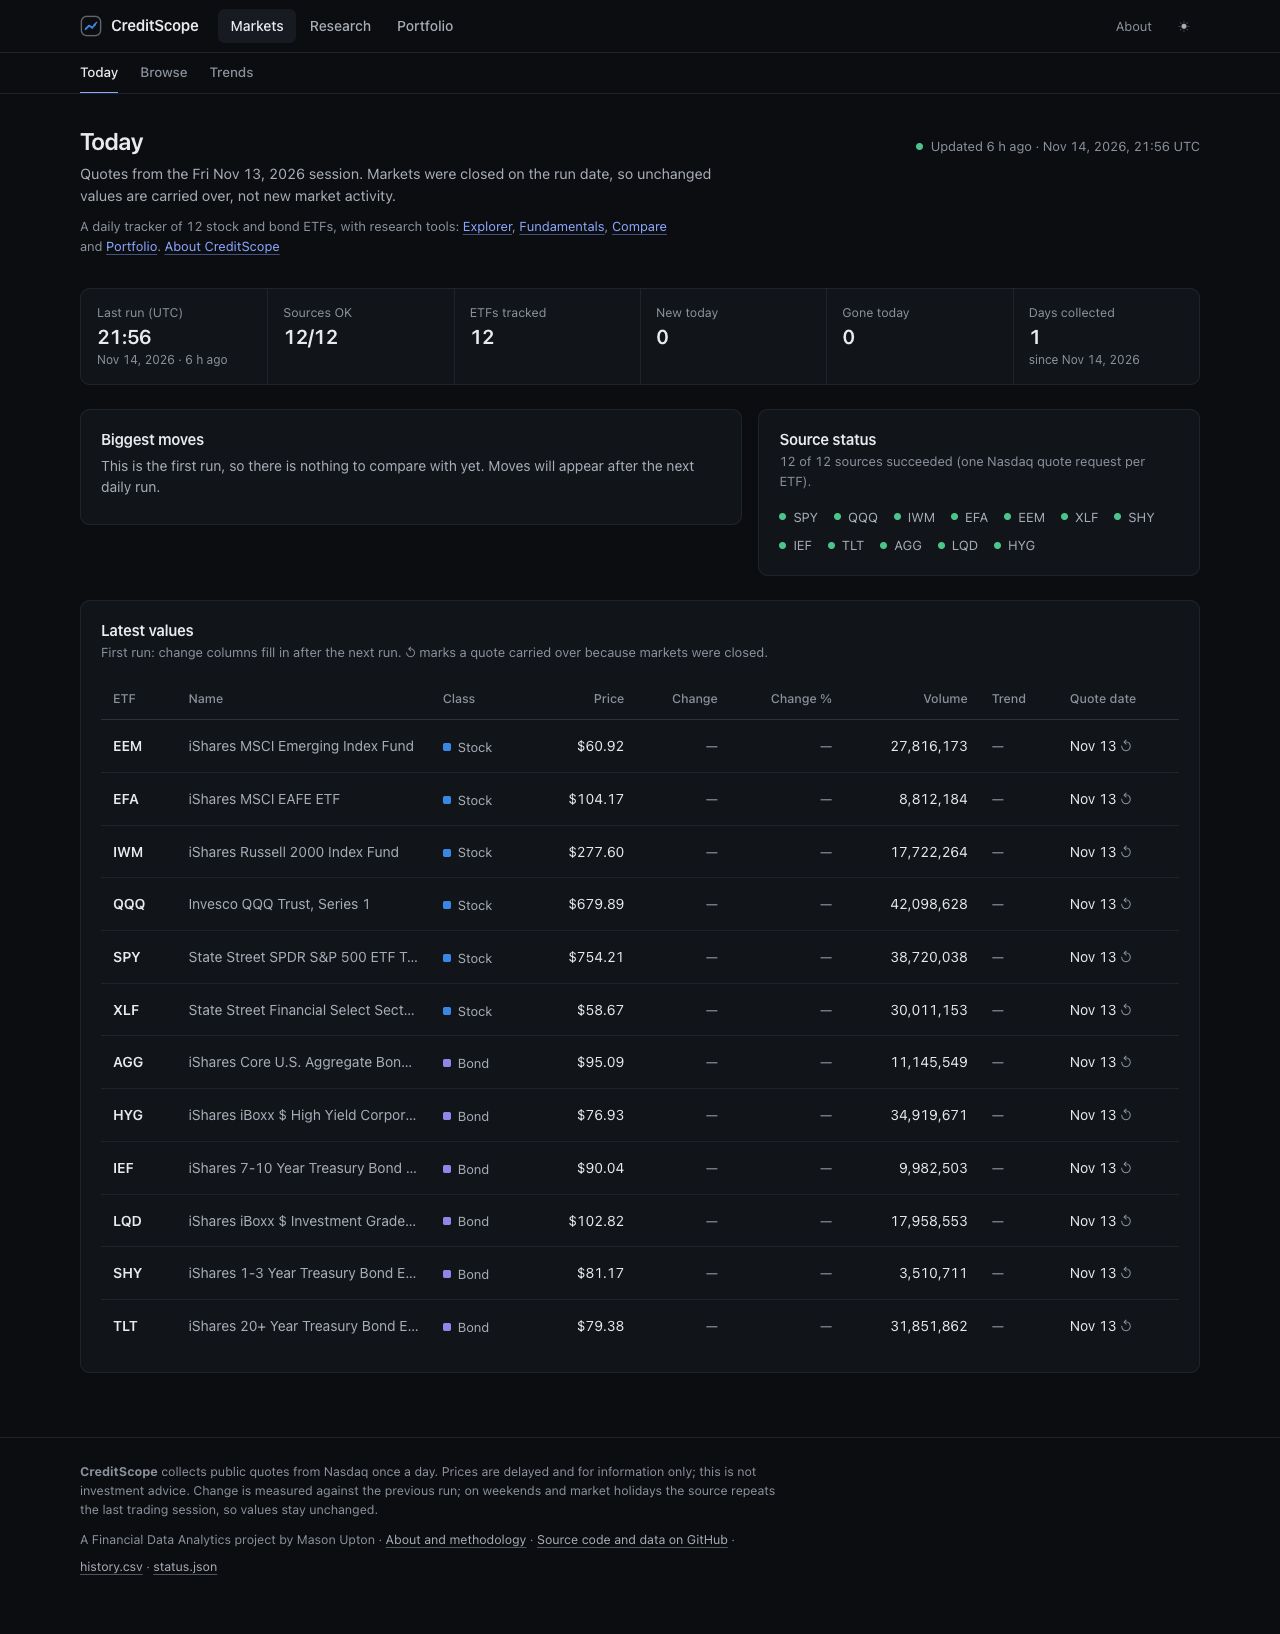 CreditScope Markets Research Portfolio About
Today Browse Trends
Today
Updated 6 h ago · Nov 14, 2026, 21:56 UTC
Quotes from the Fri Nov 13, 2026 session. Markets were closed on the run date, so unchanged
values are carried over, not new market activity.
A daily tracker of 12 stock and bond ETFs, with research tools: Explorer, Fundamentals, Compare
and Portfolio. About CreditScope
Last run (UTC)
21:56
Nov 14, 2026 · 6 h ago
Sources OK
12/12
ETFs tracked
12
New today
0
Gone today
0
Days collected
1
since Nov 14, 2026
Biggest moves
This is the first run, so there is nothing to compare with yet. Moves will appear after the next
daily run.
Source status
12 of 12 sources succeeded (one Nasdaq quote request per
ETF).
SPY QQQ IWM EFA EEM XLF SHY
IEF TLT AGG LQD HYG
Latest values
First run: change columns fill in after the next run. ↺ marks a quote carried over because markets were closed.
ETF Name Class Price Change Change % Volume Trend Quote date
EEM iShares MSCI Emerging Index Fund Stock $60.92 — — 27,816,173 — Nov 13 ↺
EFA iShares MSCI EAFE ETF Stock $104.17 — — 8,812,184 — Nov 13 ↺
IWM iShares Russell 2000 Index Fund Stock $277.60 — — 17,722,264 — Nov 13 ↺
QQQ Invesco QQQ Trust, Series 1 Stock $679.89 — — 42,098,628 — Nov 13 ↺
SPY State Street SPDR S&P 500 ETF T... Stock $754.21 — — 38,720,038 — Nov 13 ↺
XLF State Street Financial Select Sect... Stock $58.67 — — 30,011,153 — Nov 13 ↺
AGG iShares Core U.S. Aggregate Bon... Bond $95.09 — — 11,145,549 — Nov 13 ↺
HYG iShares iBoxx $ High Yield Corpor... Bond $76.93 — — 34,919,671 — Nov 13 ↺
IEF iShares 7-10 Year Treasury Bond ... Bond $90.04 — — 9,982,503 — Nov 13 ↺
LQD iShares iBoxx $ Investment Grade... Bond $102.82 — — 17,958,553 — Nov 13 ↺
SHY iShares 1-3 Year Treasury Bond E... Bond $81.17 — — 3,510,711 — Nov 13 ↺
TLT iShares 20+ Year Treasury Bond E... Bond $79.38 — — 31,851,862 — Nov 13 ↺
CreditScope collects public quotes from Nasdaq once a day. Prices are delayed and for information only; this is not
investment advice. Change is measured against the previous run; on weekends and market holidays the source repeats
the last trading session, so values stay unchanged.
A Financial Data Analytics project by Mason Upton · About and methodology · Source code and data on GitHub ·
history.csv · status.json